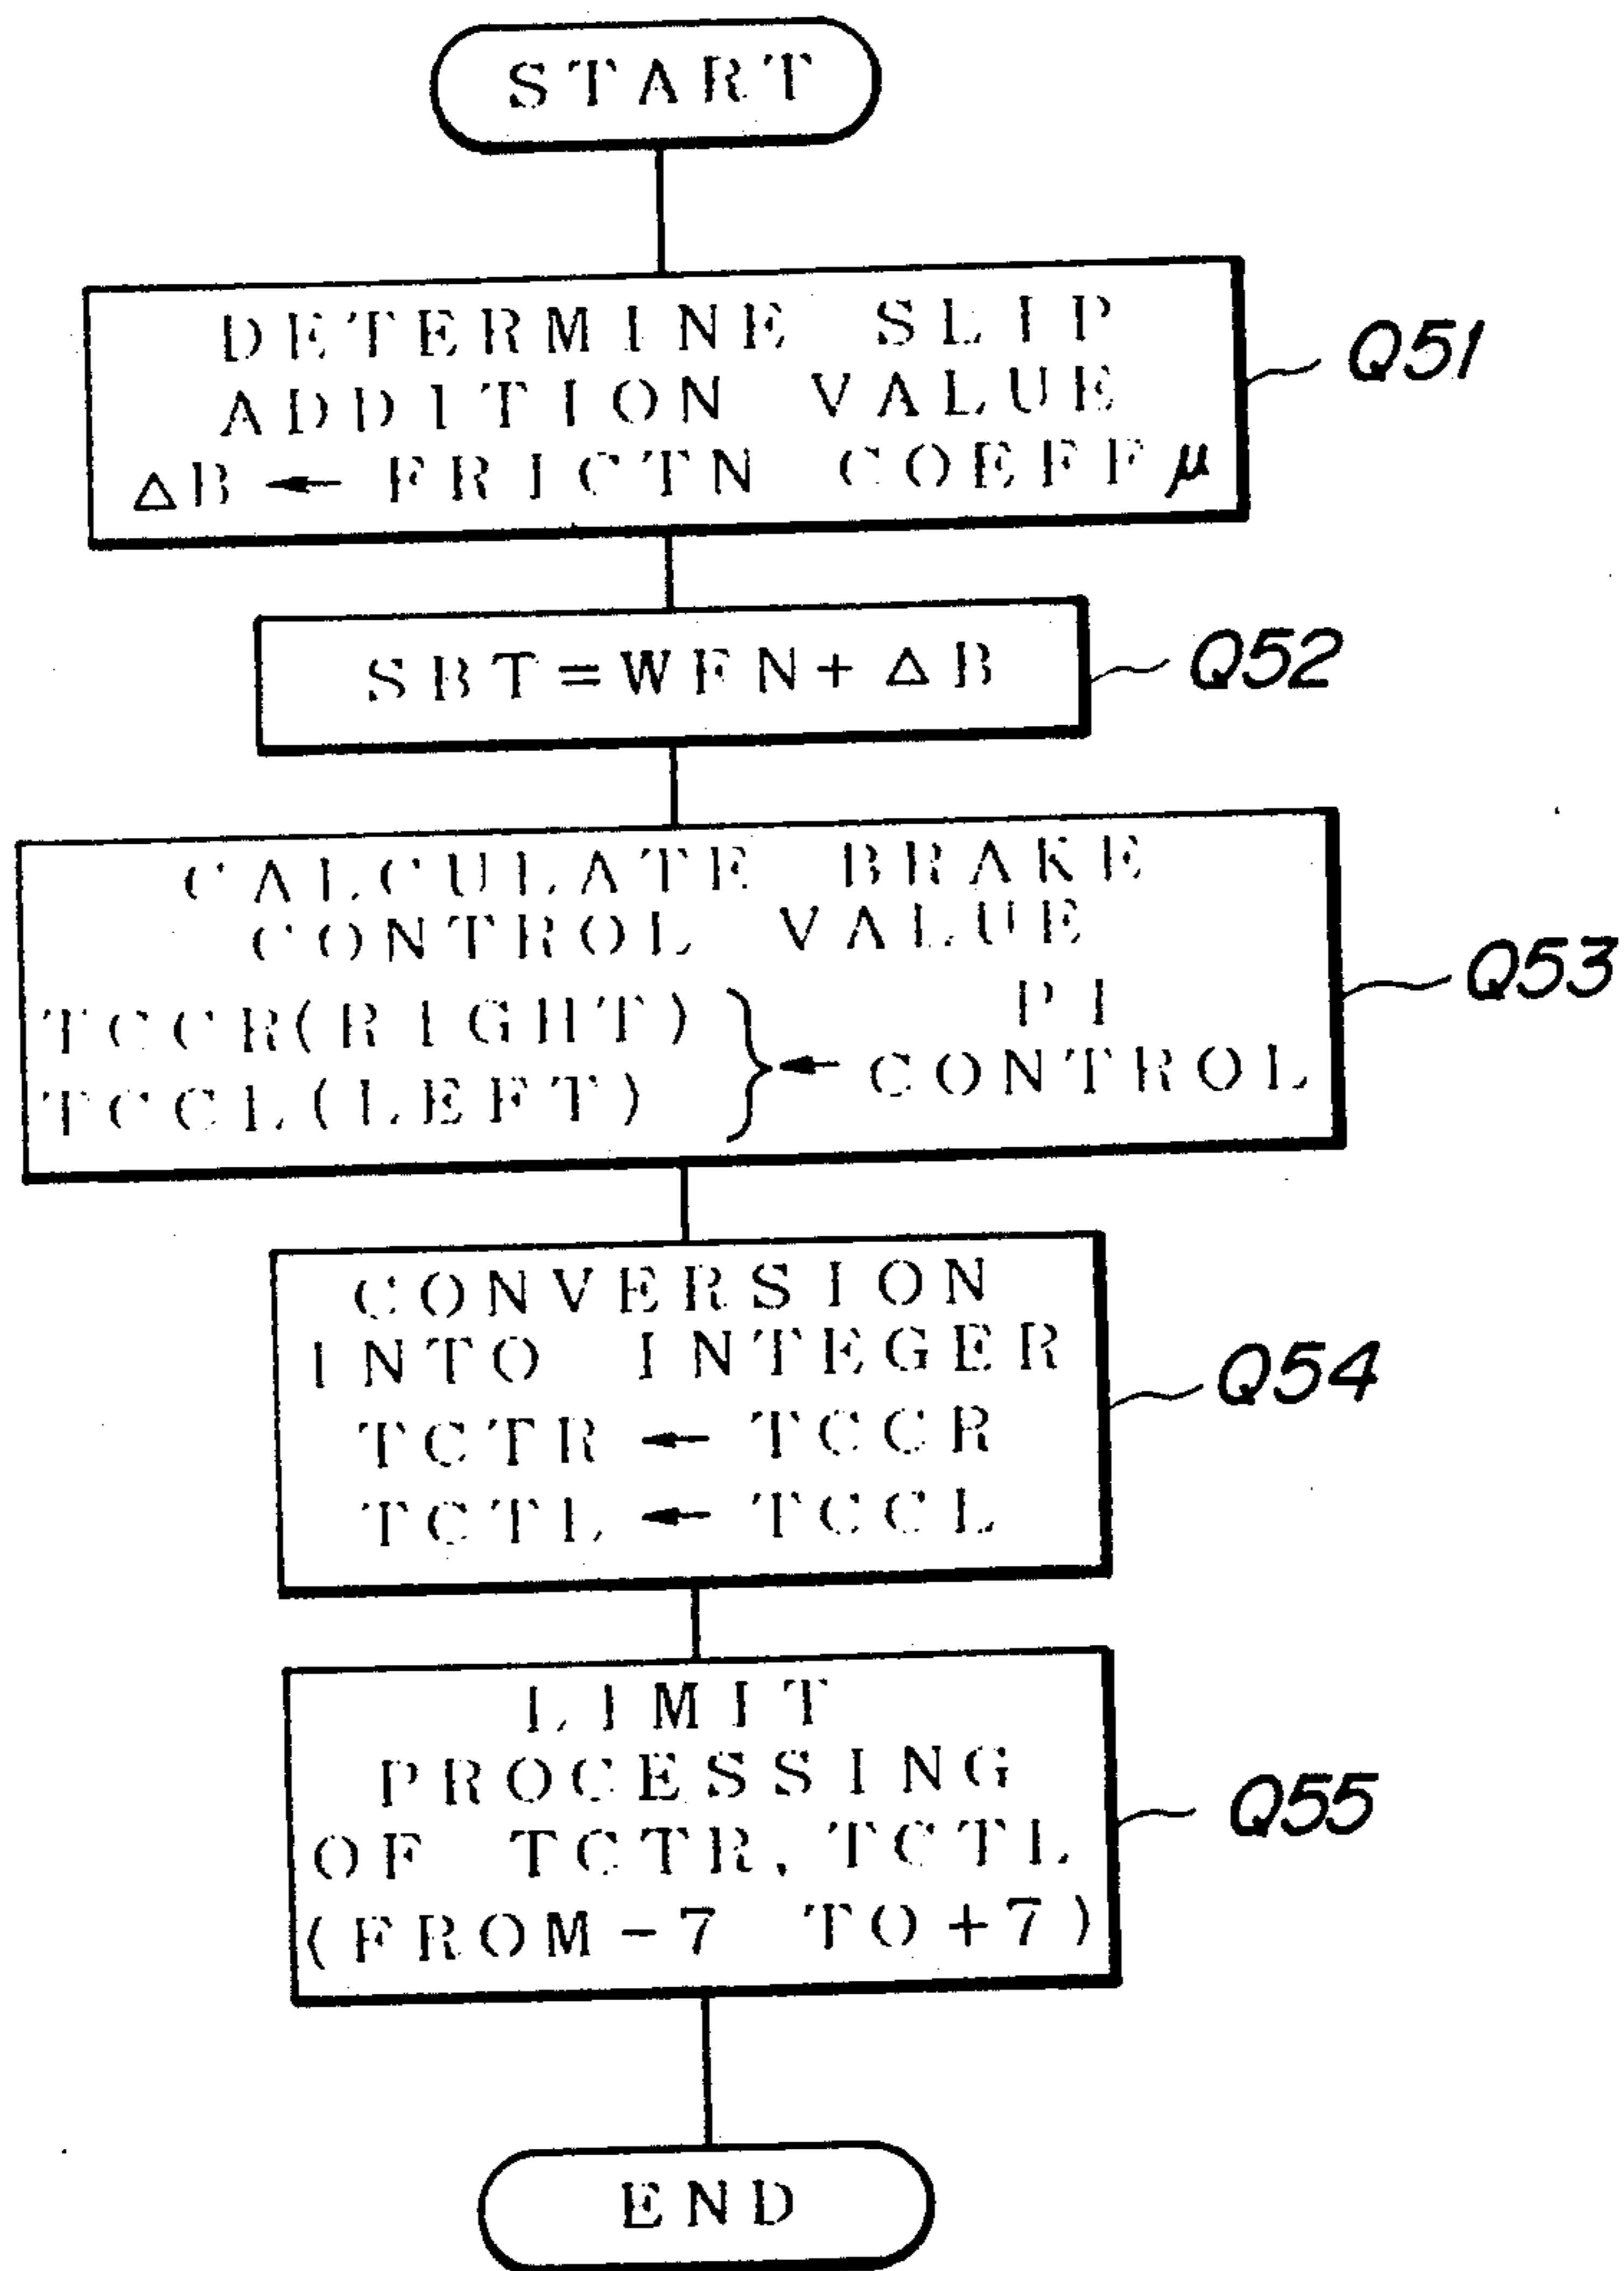 START
DETERMINE SLIP
ADDITION VALUE
ΔB ← FRICTN COEFF μ
Q51
SBT=WFN+ΔB
Q52
CALCULATE BRAKE
CONTROL VALUE
PI
TCCR(RIGHT)
TCCL(LEFT)
} ← CONTROL
Q53
CONVERSION
INTO INTEGER
TCTR ← TCCR
TCTL ← TCCL
Q54
LIMIT
PROCESSING
OF TCTR, TCTL
(FROM-7 TO+7)
Q55
END